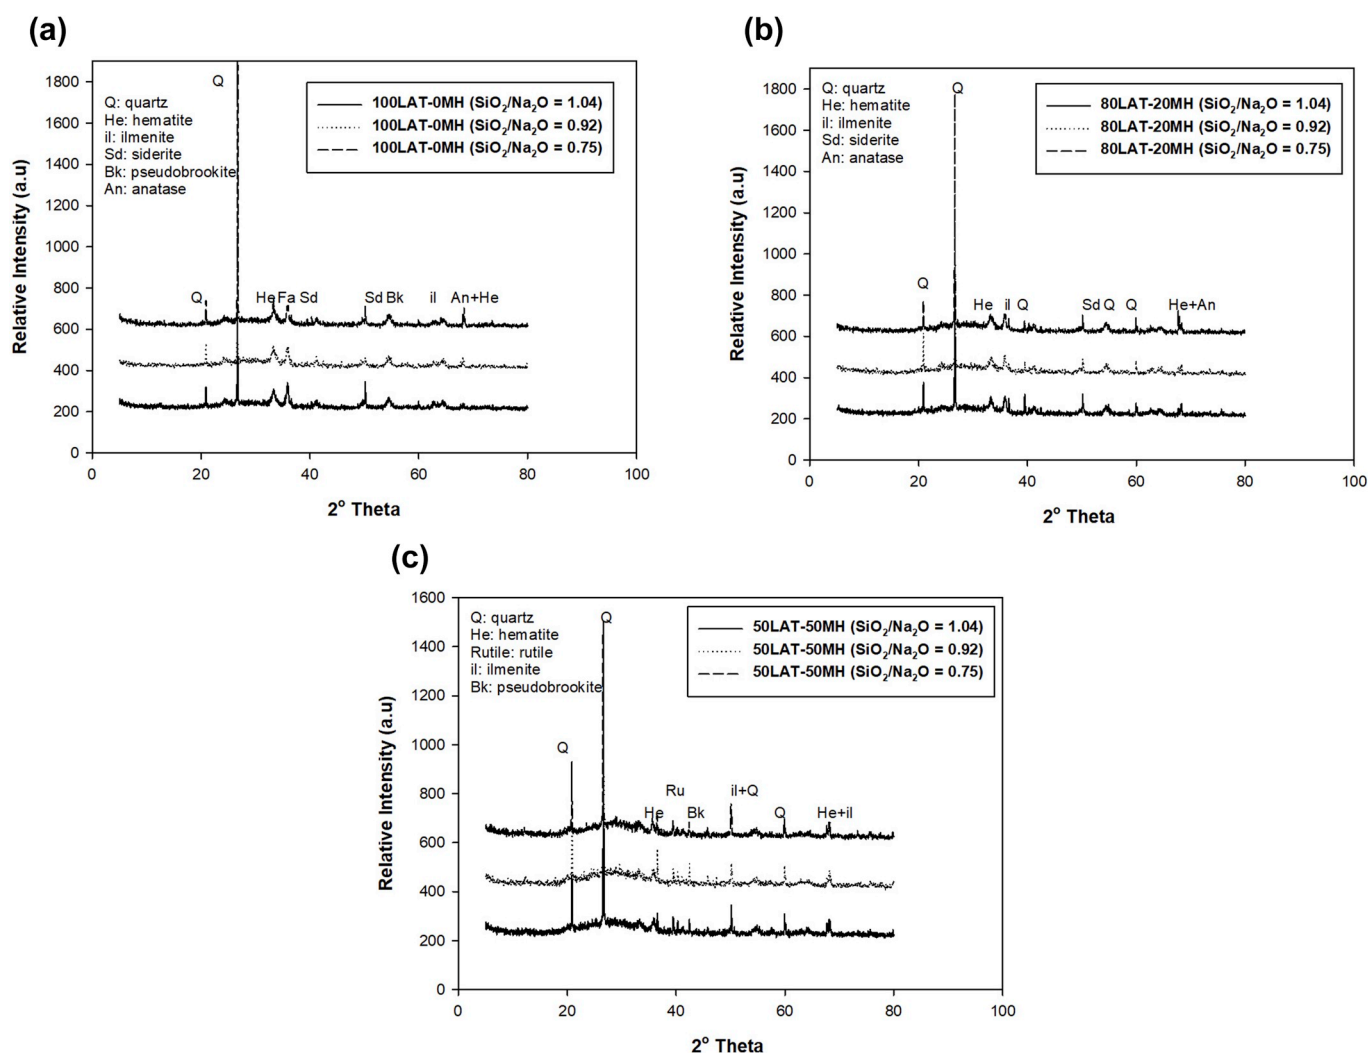 (a)
1800
1600
1400
1200
1000
800
600
400
200
0
Relative Intensity (a.u)
Q
Q: quartz
He: hematite
il: ilmenite
Sd: siderite
Bk: pseudobrookite
An: anatase
100LAT-0MH (SiO2/Na2O = 1.04)
100LAT-0MH (SiO2/Na2O = 0.92)
100LAT-0MH (SiO2/Na2O = 0.75)
Q He Fa Sd Sd Bk il An+He
0 20 40 60 80 100
2° Theta
(b)
1800
1600
1400
1200
1000
800
600
400
200
0
Relative Intensity (a.u)
Q: quartz
He: hematite
il: ilmenite
Sd: siderite
An: anatase
Q
80LAT-20MH (SiO2/Na2O = 1.04)
80LAT-20MH (SiO2/Na2O = 0.92)
80LAT-20MH (SiO2/Na2O = 0.75)
Q
He il Q Sd Q Q He+An
0 20 40 60 80 100
2° Theta
(c)
1600
1400
1200
1000
800
600
400
200
0
Relative Intensity (a.u)
Q: quartz
He: hematite
Rutile: rutile
il: ilmenite
Bk: pseudobrookite
Q
50LAT-50MH (SiO2/Na2O = 1.04)
50LAT-50MH (SiO2/Na2O = 0.92)
50LAT-50MH (SiO2/Na2O = 0.75)
Q
Ru il+Q
He Bk Q He+il
0 20 40 60 80 100
2° Theta